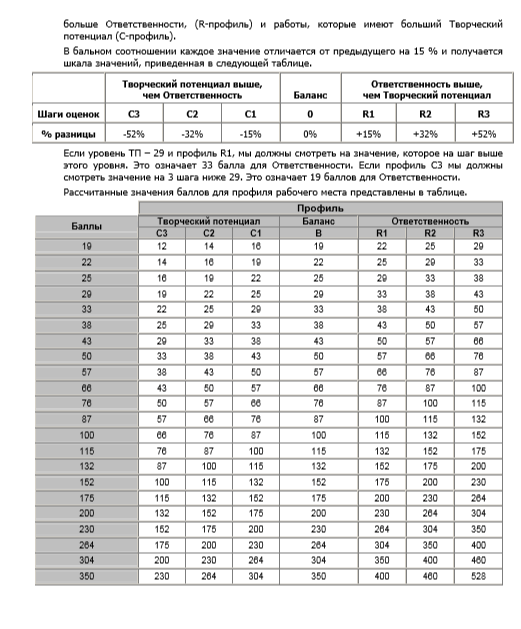 больше Ответственности, (R-профиль) и работы, которые имеют больший Творческий
потенциал (С-профиль).
В бальном соотношении каждое значение отличается от предыдущего на 15 % и получается
шкала значений, приведенная в следующей таблице.
Творческий потенциал выше, чем Ответственность Баланс Ответственность выше, чем Творческий потенциал
Шаги оценок С3 С2 С1 0 R1 R2 R3
% разницы -52% -32% -15% 0% +15% +32% +52%
Если уровень ТП – 29 и профиль R1, мы должны смотреть на значение, которое на шаг выше
этого уровня. Это означает 33 балла для Ответственности. Если профиль С3 мы должны
смотреть значение на 3 шага ниже 29. Это означает 19 баллов для Ответственности.
Рассчитанные значения баллов для профиля рабочего места представлены в таблице.
Профиль
Баллы Творческий потенциал Баланс Ответственность
С3 С2 С1 В R1 R2 R3
19 12 14 16 19 22 25 29
22 14 16 19 22 25 29 33
25 16 19 22 25 29 33 38
29 19 22 25 29 33 38 43
33 22 25 29 33 38 43 50
38 25 29 33 38 43 50 57
43 29 33 38 43 50 57 66
50 33 38 43 50 57 66 76
57 38 43 50 57 66 76 87
66 43 50 57 66 76 87 100
76 50 57 66 76 87 100 115
87 57 66 76 87 100 115 132
100 66 76 87 100 115 132 152
115 76 87 100 115 132 152 175
132 87 100 115 132 152 175 200
152 100 115 132 152 175 200 230
175 115 132 152 175 200 230 264
200 132 152 175 200 230 264 304
230 152 175 200 230 264 304 350
264 175 200 230 264 304 350 400
304 200 230 264 304 350 400 460
350 230 264 304 350 400 460 528